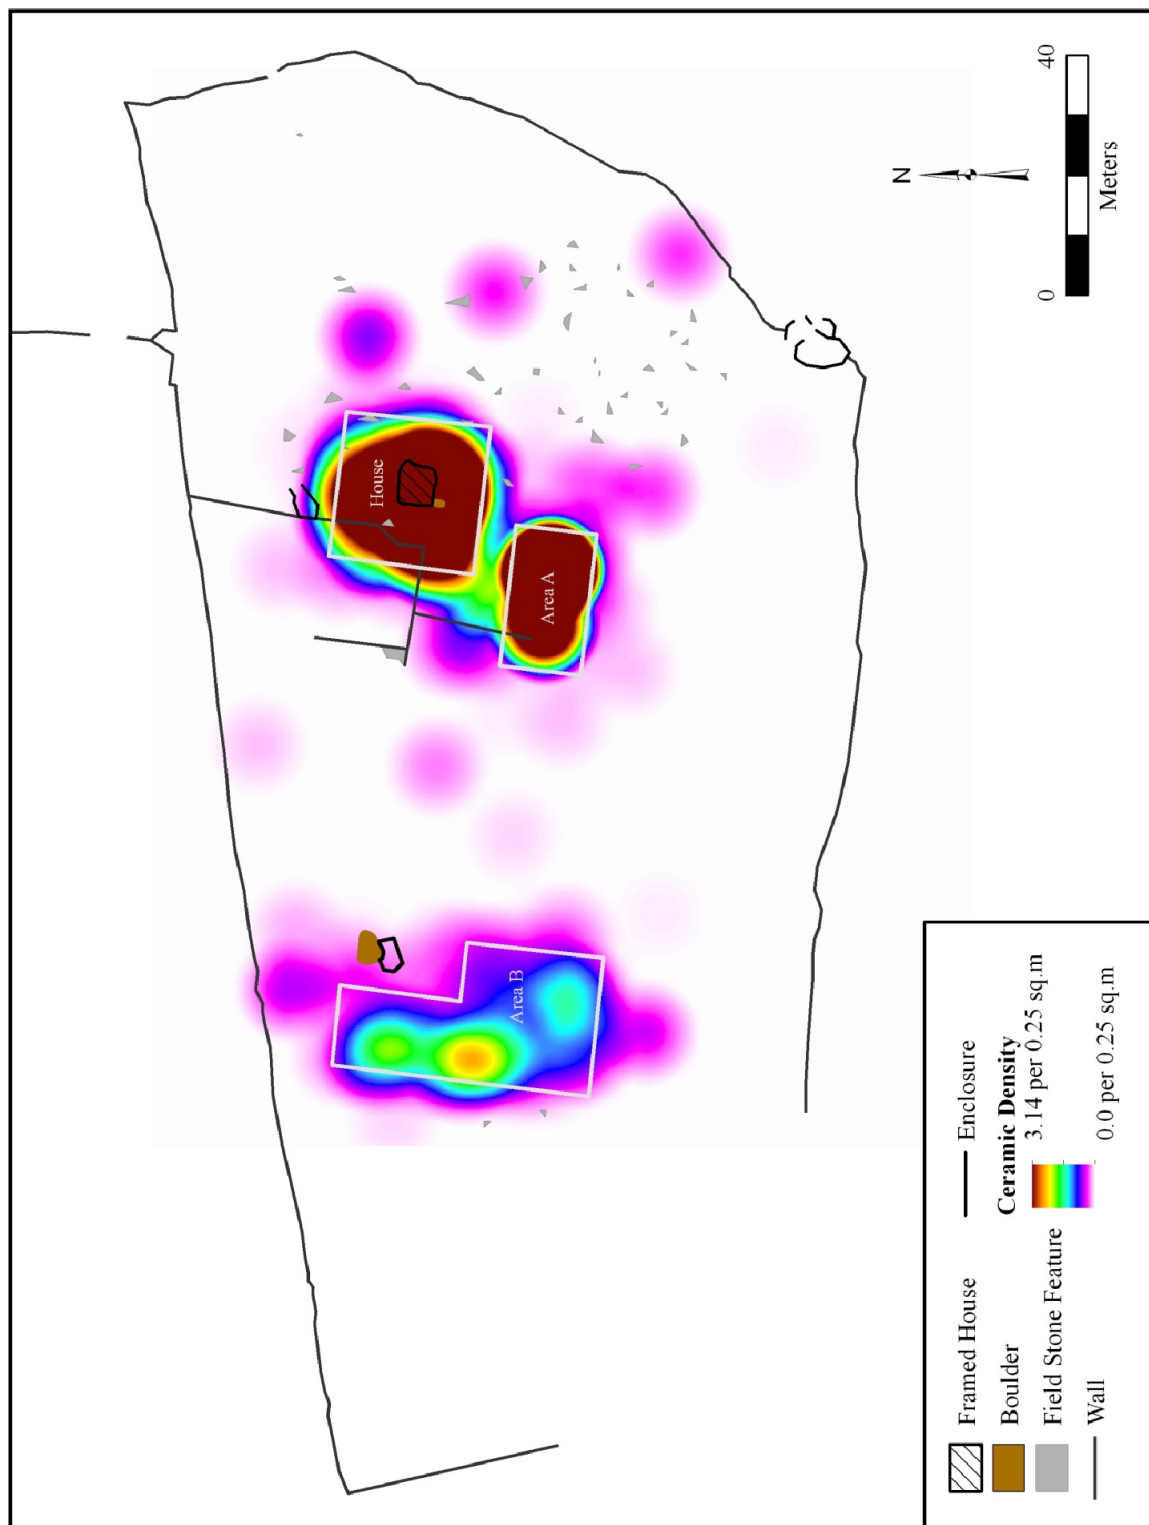 House
Area A
Area B
N
0
40
Meters
Framed House
Boulder
Field Stone Feature
Wall
Enclosure
Ceramic Density
3.14 per 0.25 sq.m
0.0 per 0.25 sq.m